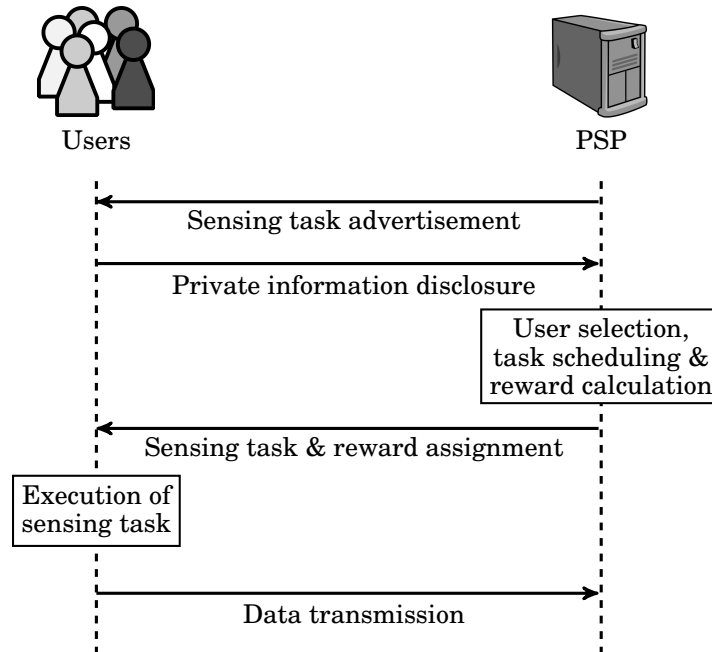 Users
PSP
Sensing task advertisement
Private information disclosure
User selection,
task scheduling &
reward calculation
Sensing task & reward assignment
Execution of
sensing task
Data transmission